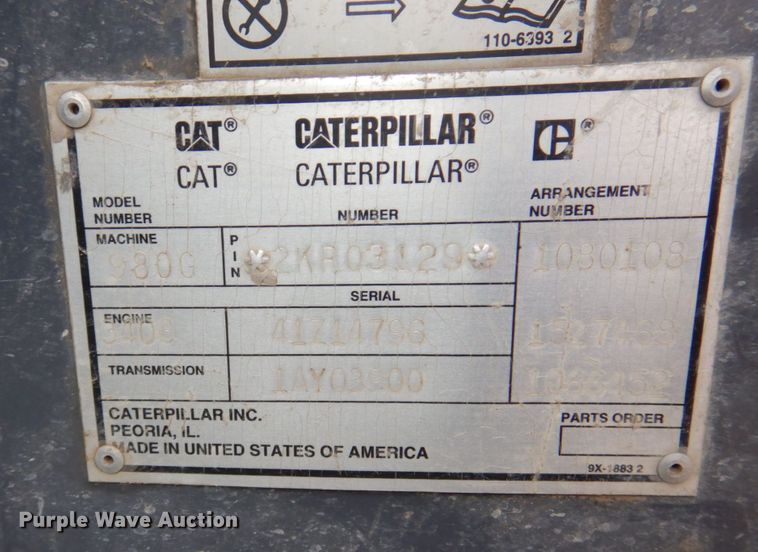 110-6393 2
CAT® CATERPILLAR® ®
CAT® CATERPILLAR®
MODEL NUMBER NUMBER ARRANGEMENT NUMBER
MACHINE PIN
980G 2KR03129 1080108
SERIAL
ENGINE
3406 41Z14796
TRANSMISSION 1AY03900
CATERPILLAR INC. PARTS ORDER
PEORIA, IL.
MADE IN UNITED STATES OF AMERICA
9X-1883 2
Purple Wave Auction